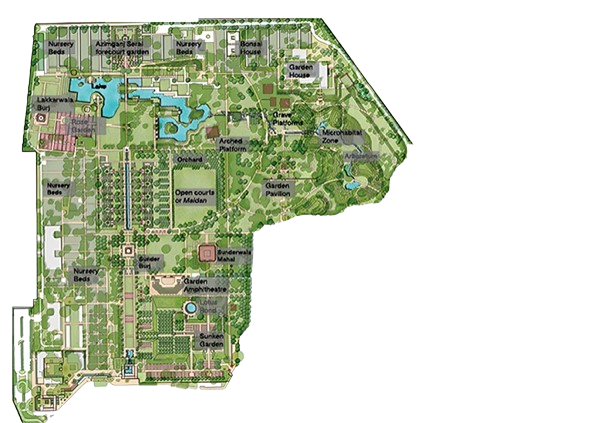 Nursery
Beds
Azimganj Serai
forecourt garden
Nursery
Beds
Bonsai
House
Garden
House
Lake
Lakkarwala
Burj
Rose
Garden
Grave
Platforms
Microhabitat
Zone
Arched
Platform
Arboretum
Orchard
Nursery
Beds
Open courts
or Maidan
Garden
Pavilion
Sunder
Burj
Sunderwala
Mahal
Nursery
Beds
Garden
Amphitheatre
Lotus
Pond
Sunken
Garden